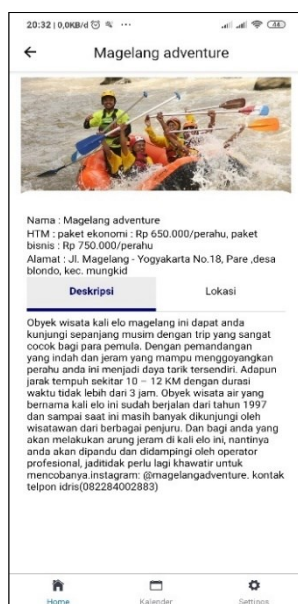 20:32 | 0,0KB/d
Magelang adventure
Nama : Magelang adventure
HTM : paket ekonomi : Rp 650.000/perahu, paket
bisnis : Rp 750.000/perahu
Alamat : Jl. Magelang - Yogyakarta No.18, Pare ,desa
blondo, kec. mungkid
Deskripsi
Lokasi
Obyek wisata kali elo magelang ini dapat anda
kunjungi sepanjang musim dengan trip yang sangat
cocok bagi para pemula. Dengan pemandangan
yang indah dan jeram yang mampu menggoyangkan
perahu anda ini menjadi daya tarik tersendiri. Adapun
jarak tempuh sekitar 10 – 12 KM dengan durasi
waktu tidak lebih dari 3 jam. Obyek wisata air yang
bernama kali elo ini sudah berjalan dari tahun 1997
dan sampai saat ini masih banyak dikunjungi oleh
wisatawan dari berbagai penjuru. Dan bagi anda yang
akan melakukan arung jeram di kali elo ini, nantinya
anda akan dipandu dan didampingi oleh operator
profesional, jaditidak perlu lagi khawatir untuk
mencobanya.instagram: @magelangadventure. kontak
telpon idris(082284002883)
Home
Kalender
Settings